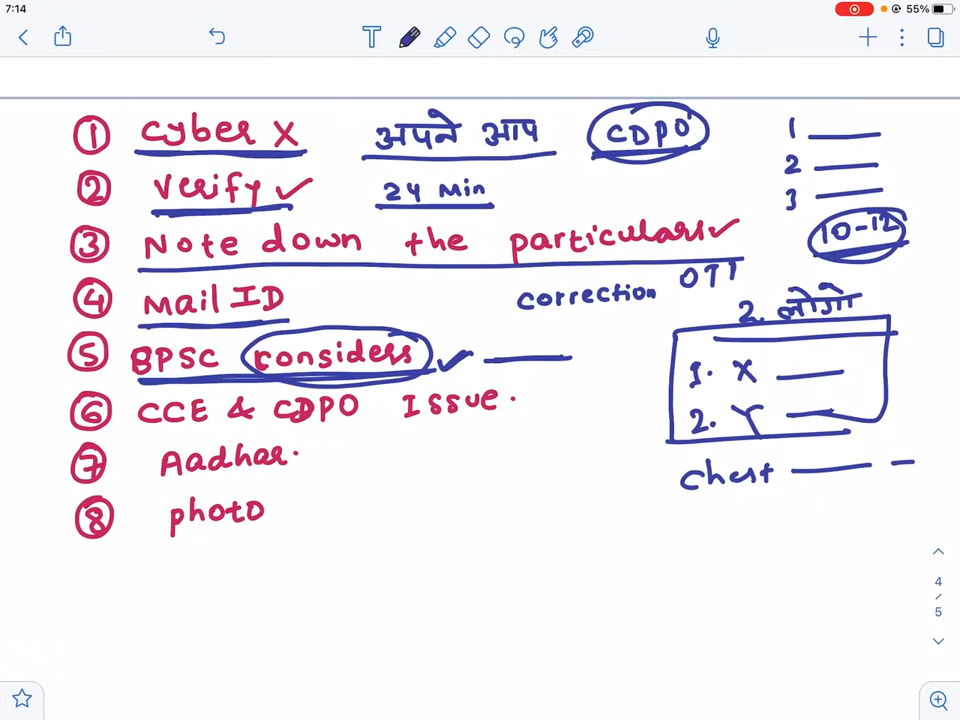 7:14
55%
T
① Cyber X अपने आप CDPO
② Verify ✓ 24 Min
③ Note down the particulars ✓
④ Mail ID
⑤ BPSC considers ✓
⑥ CCE & CDPO Issue.
⑦ Aadhar.
⑧ photo
1
2
3
10-12
correction OTP
2. लोगो
1. X
2. Y
Chest
4
/
5